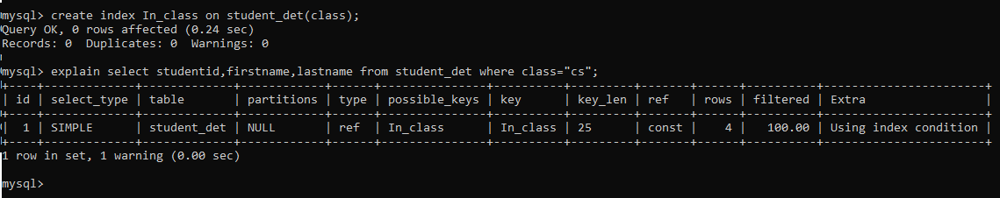 mysql> create index In_class on student_det(class);
Query OK, 0 rows affected (0.24 sec)
Records: 0  Duplicates: 0  Warnings: 0
mysql> explain select studentid,firstname,lastname from student_det where class="cs";
+----+-------------+-------------+------------+------+---------------+----------+---------+-------+------+----------+-----------------------+
| id | select_type | table       | partitions | type | possible_keys | key      | key_len | ref   | rows | filtered | Extra                 |
+----+-------------+-------------+------------+------+---------------+----------+---------+-------+------+----------+-----------------------+
|  1 | SIMPLE      | student_det | NULL       | ref  | In_class      | In_class | 25      | const |    4 |   100.00 | Using index condition |
+----+-------------+-------------+------------+------+---------------+----------+---------+-------+------+----------+-----------------------+
1 row in set, 1 warning (0.00 sec)
mysql>